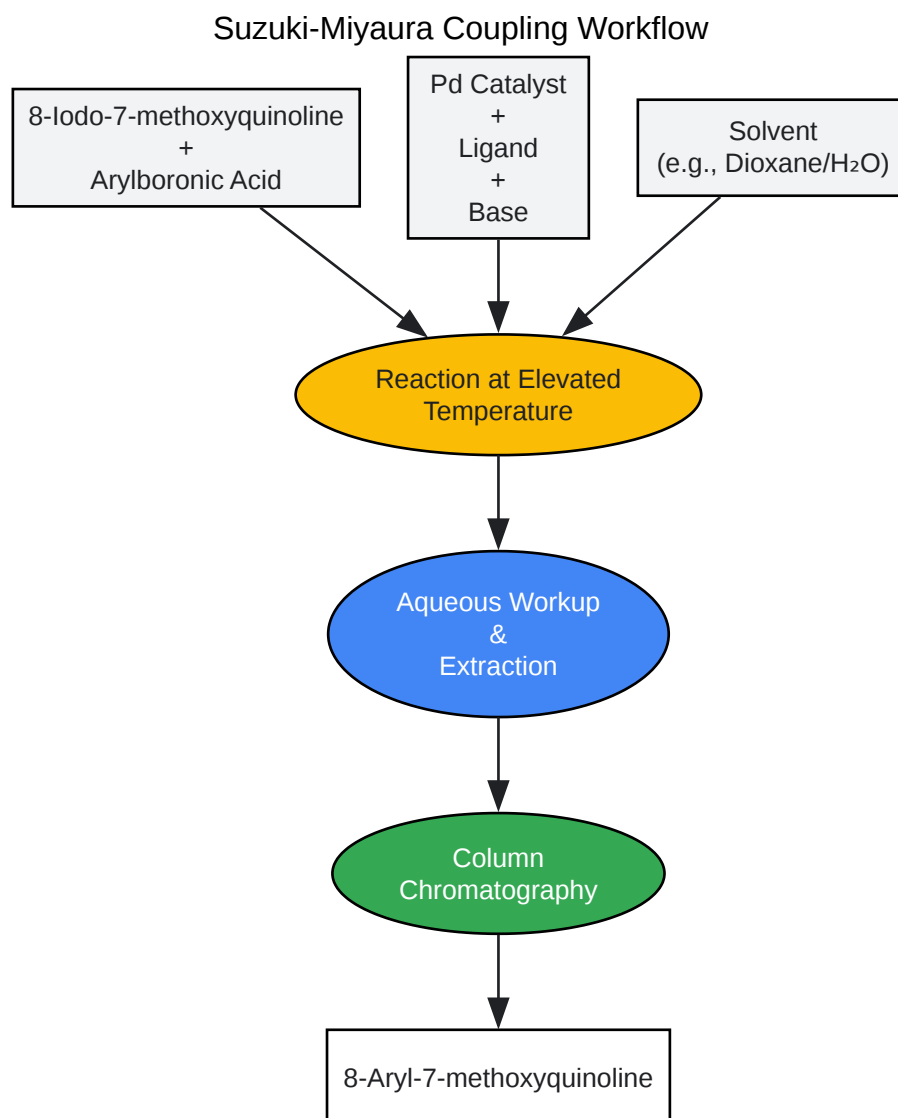 Suzuki-Miyaura Coupling Workflow
8-Iodo-7-methoxyquinoline
+
Arylboronic Acid
Pd Catalyst
+
Ligand
+
Base
Solvent
(e.g., Dioxane/H₂O)
Reaction at Elevated
Temperature
Aqueous Workup
&
Extraction
Column
Chromatography
8-Aryl-7-methoxyquinoline